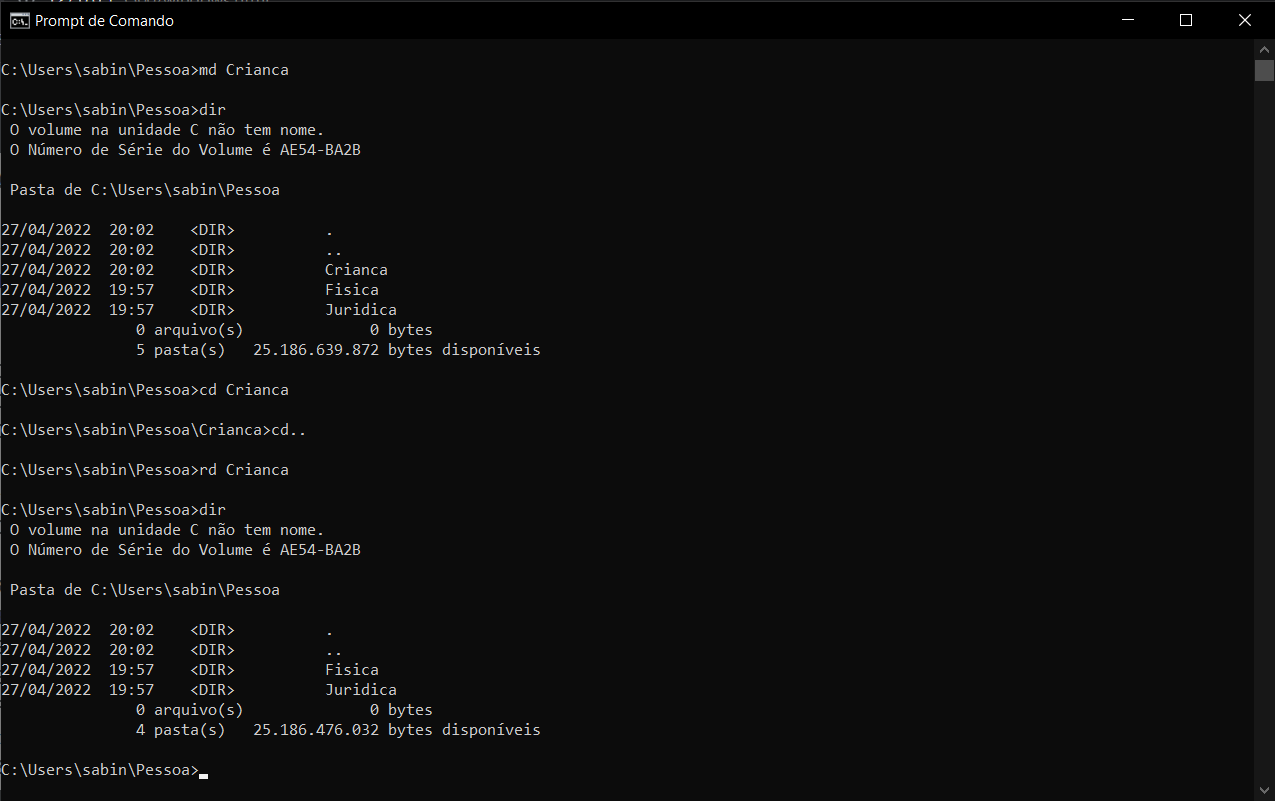 Prompt de Comando
C:\Users\sabin\Pessoa>md Crianca
C:\Users\sabin\Pessoa>dir
 O volume na unidade C não tem nome.
 O Número de Série do Volume é AE54-BA2B
 Pasta de C:\Users\sabin\Pessoa
27/04/2022  20:02    <DIR>          .
27/04/2022  20:02    <DIR>          ..
27/04/2022  20:02    <DIR>          Crianca
27/04/2022  19:57    <DIR>          Fisica
27/04/2022  19:57    <DIR>          Juridica
               0 arquivo(s)              0 bytes
               5 pasta(s)   25.186.639.872 bytes disponíveis
C:\Users\sabin\Pessoa>cd Crianca
C:\Users\sabin\Pessoa\Crianca>cd..
C:\Users\sabin\Pessoa>rd Crianca
C:\Users\sabin\Pessoa>dir
 O volume na unidade C não tem nome.
 O Número de Série do Volume é AE54-BA2B
 Pasta de C:\Users\sabin\Pessoa
27/04/2022  20:02    <DIR>          .
27/04/2022  20:02    <DIR>          ..
27/04/2022  19:57    <DIR>          Fisica
27/04/2022  19:57    <DIR>          Juridica
               0 arquivo(s)              0 bytes
               4 pasta(s)   25.186.476.032 bytes disponíveis
C:\Users\sabin\Pessoa>